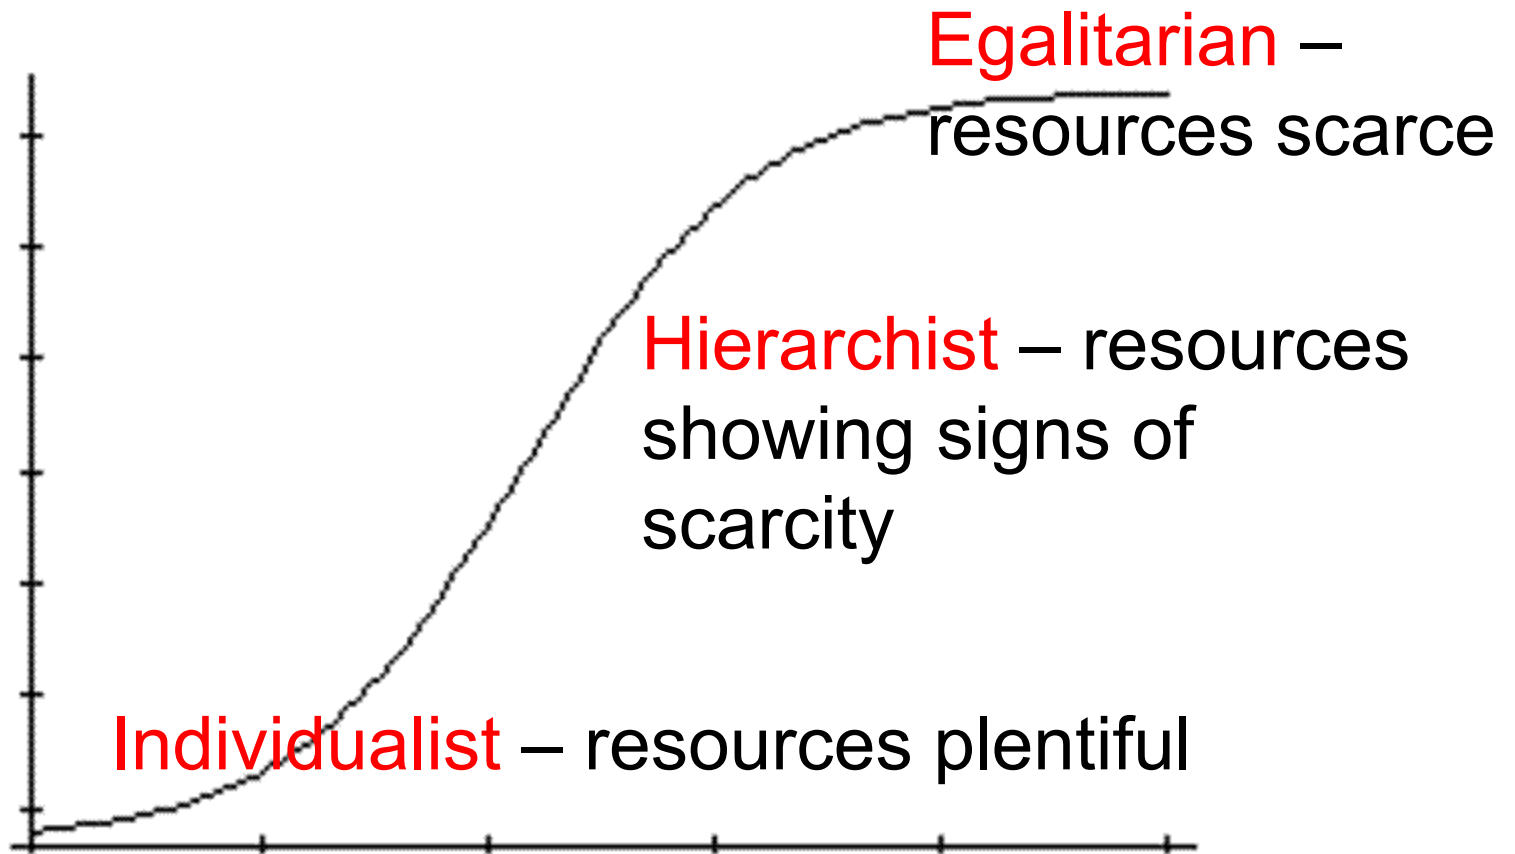 Egalitarian –
resources scarce
Hierarchist – resources
showing signs of
scarcity
Individualist – resources plentiful